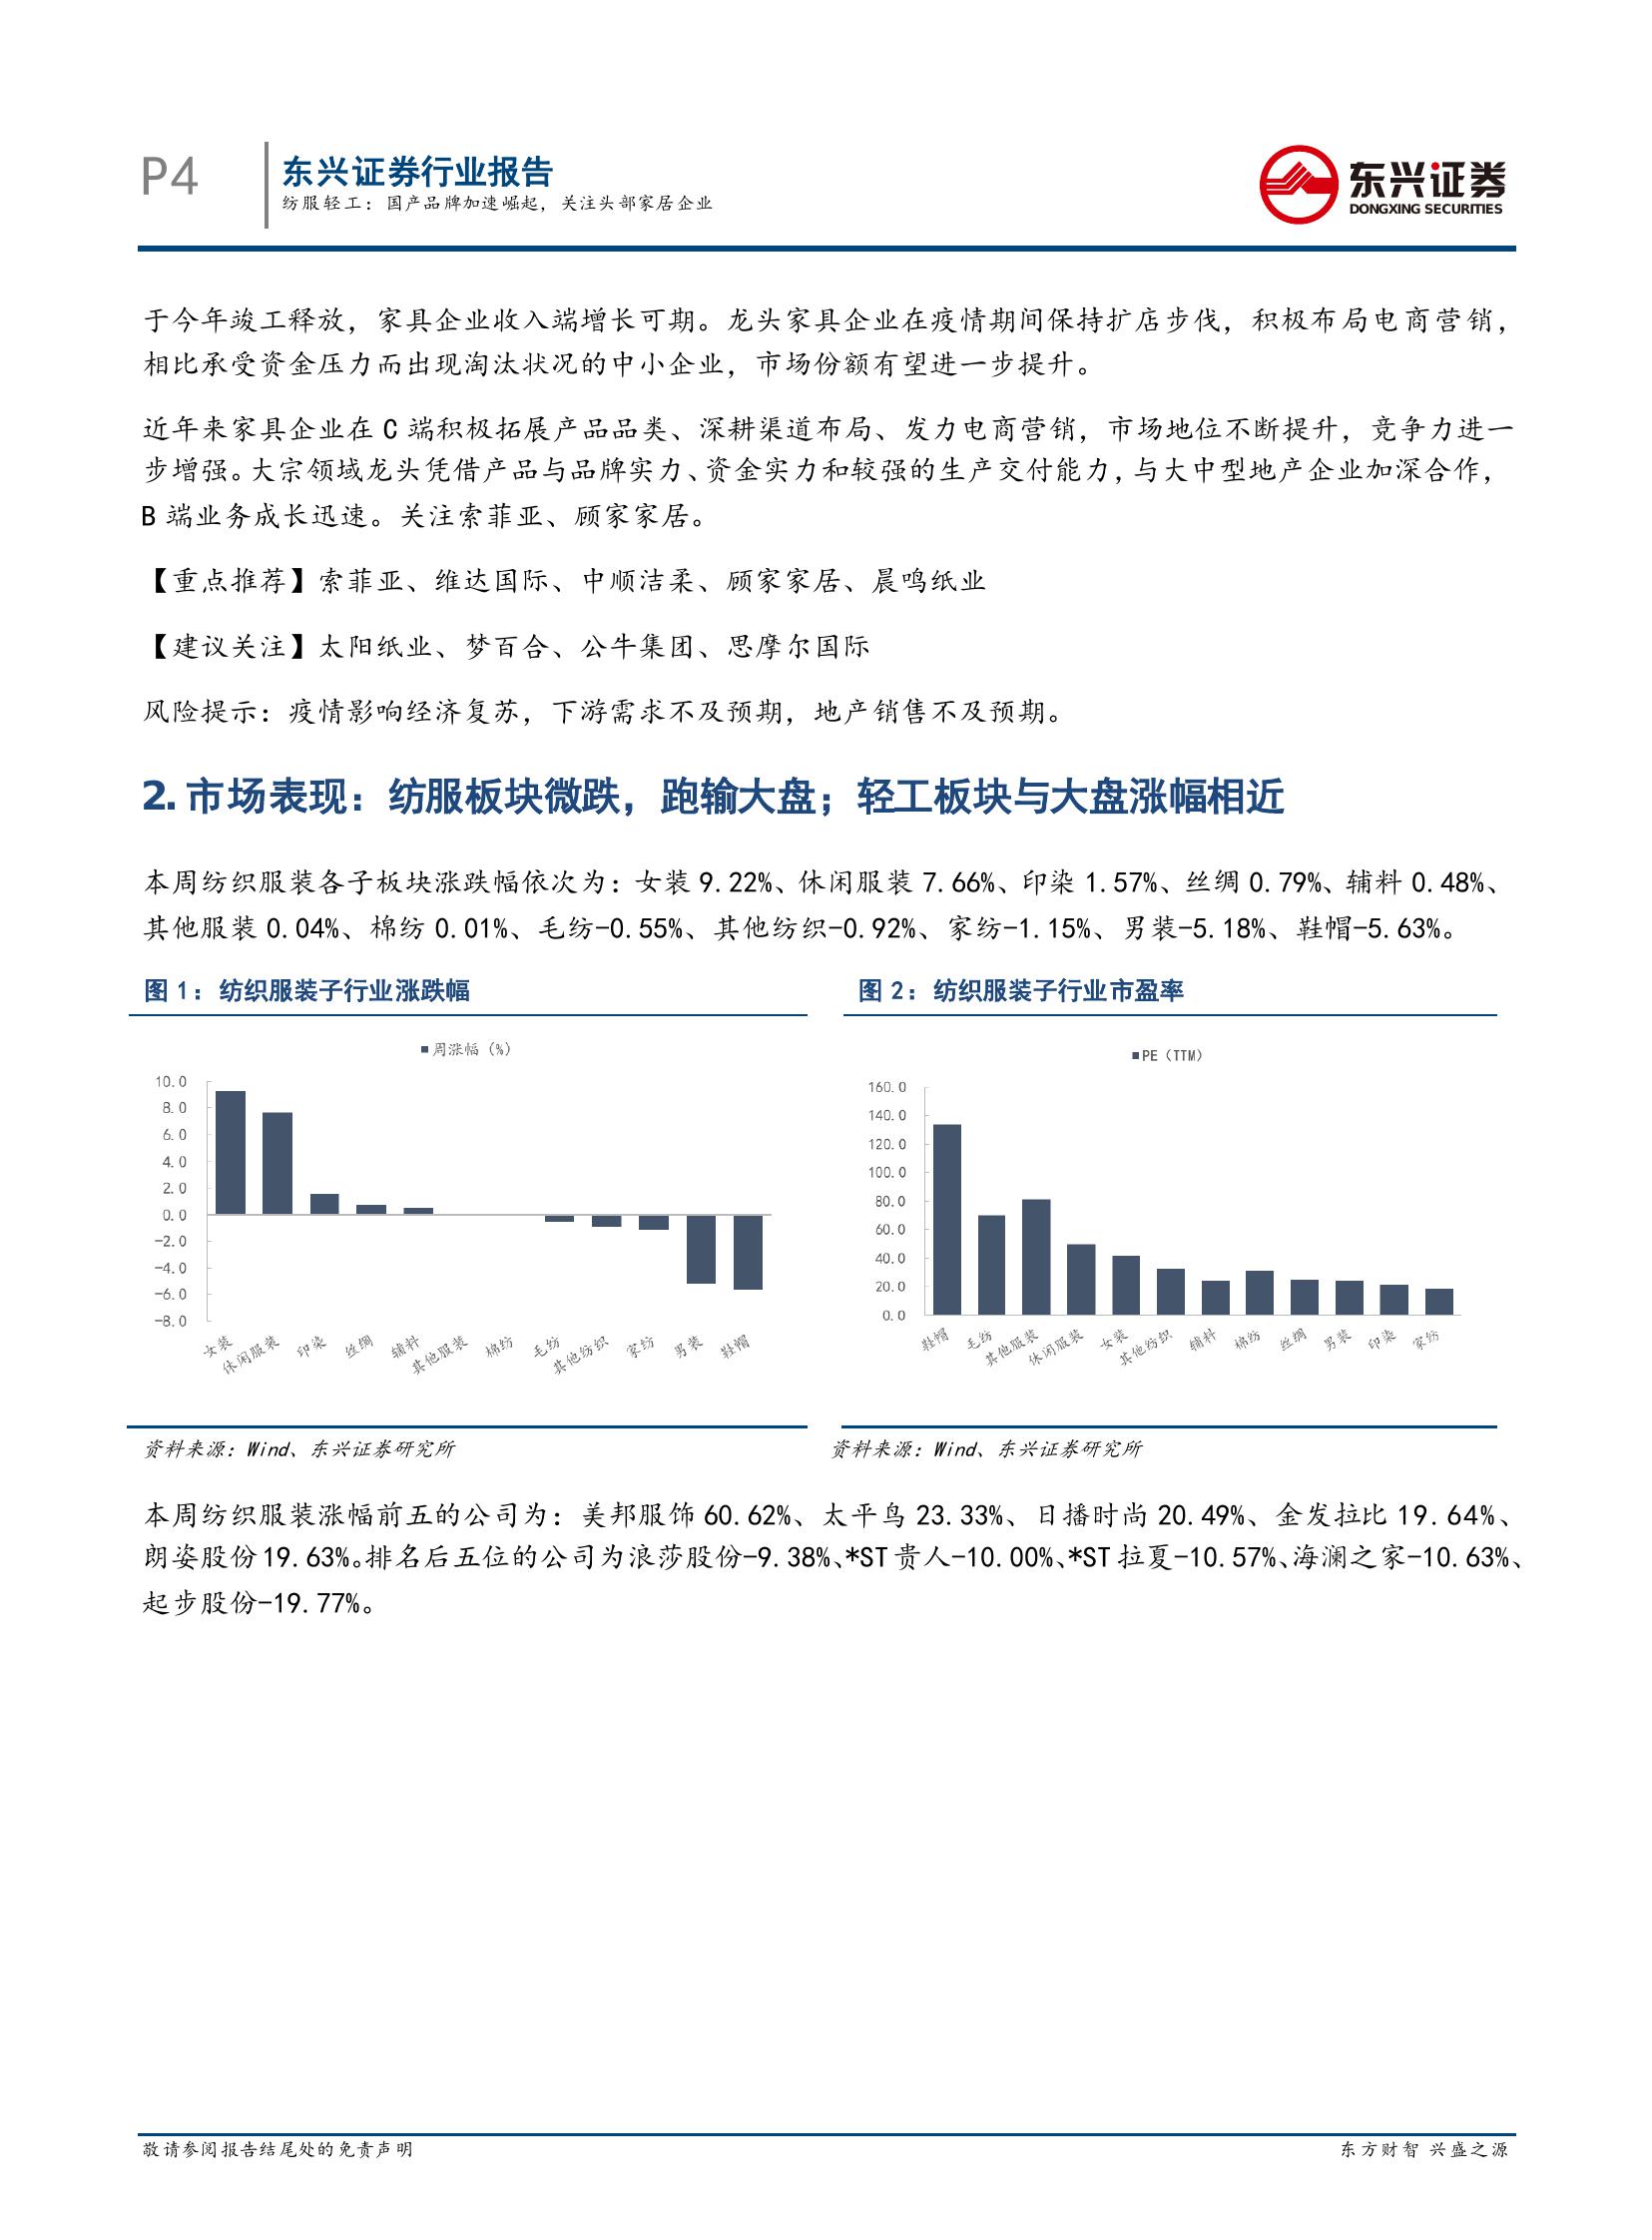 P4
东兴证券行业报告
纺服轻工：国产品牌加速崛起，关注头部家居企业
东兴证券
DONGXING SECURITIES
于今年竣工释放，家具企业收入端增长可期。龙头家具企业在疫情期间保持扩店步伐，积极布局电商营销，
相比承受资金压力而出现淘汰状况的中小企业，市场份额有望进一步提升。
近年来家具企业在 C 端积极拓展产品品类、深耕渠道布局、发力电商营销，市场地位不断提升，竞争力进一
步增强。大宗领域龙头凭借产品与品牌实力、资金实力和较强的生产交付能力，与大中型地产企业加深合作，
B 端业务成长迅速。关注索菲亚、顾家家居。
【重点推荐】索菲亚、维达国际、中顺洁柔、顾家家居、晨鸣纸业
【建议关注】太阳纸业、梦百合、公牛集团、思摩尔国际
风险提示：疫情影响经济复苏，下游需求不及预期，地产销售不及预期。
2. 市场表现：纺服板块微跌，跑输大盘；轻工板块与大盘涨幅相近
本周纺织服装各子板块涨跌幅依次为：女装 9.22%、休闲服装 7.66%、印染 1.57%、丝绸 0.79%、辅料 0.48%、
其他服装 0.04%、棉纺 0.01%、毛纺-0.55%、其他纺织-0.92%、家纺-1.15%、男装-5.18%、鞋帽-5.63%。
图 1：纺织服装子行业涨跌幅
周涨幅（%）
10.0
8.0
6.0
4.0
2.0
0.0
-2.0
-4.0
-6.0
-8.0
女装
休闲服装
印染
丝绸
辅料
其他服装
棉纺
毛纺
其他纺织
家纺
男装
鞋帽
资料来源：Wind、东兴证券研究所
图 2：纺织服装子行业市盈率
PE（TTM）
160.0
140.0
120.0
100.0
80.0
60.0
40.0
20.0
0.0
鞋帽
毛纺
其他服装
休闲服装
女装
其他纺织
辅料
棉纺
丝绸
男装
印染
家纺
资料来源：Wind、东兴证券研究所
本周纺织服装涨幅前五的公司为：美邦服饰 60.62%、太平鸟 23.33%、日播时尚 20.49%、金发拉比 19.64%、
朗姿股份 19.63%。排名后五位的公司为浪莎股份-9.38%、*ST 贵人-10.00%、*ST 拉夏-10.57%、海澜之家-10.63%、
起步股份-19.77%。
敬请参阅报告结尾处的免责声明
东方财智 兴盛之源